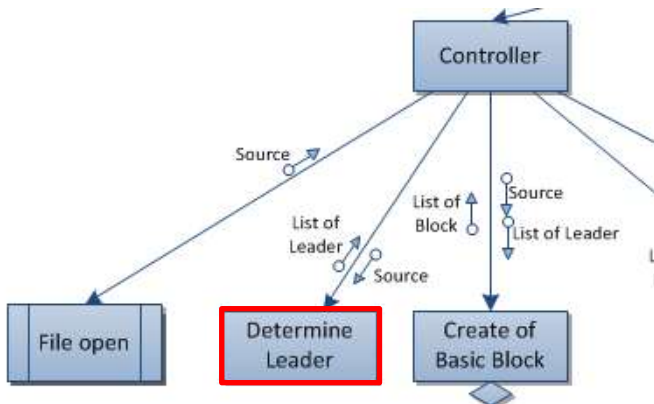 Controller
Source
List of
Leader
Source
List of
Block
Source
List of Leader
File open
Determine
Leader
Create of
Basic Block